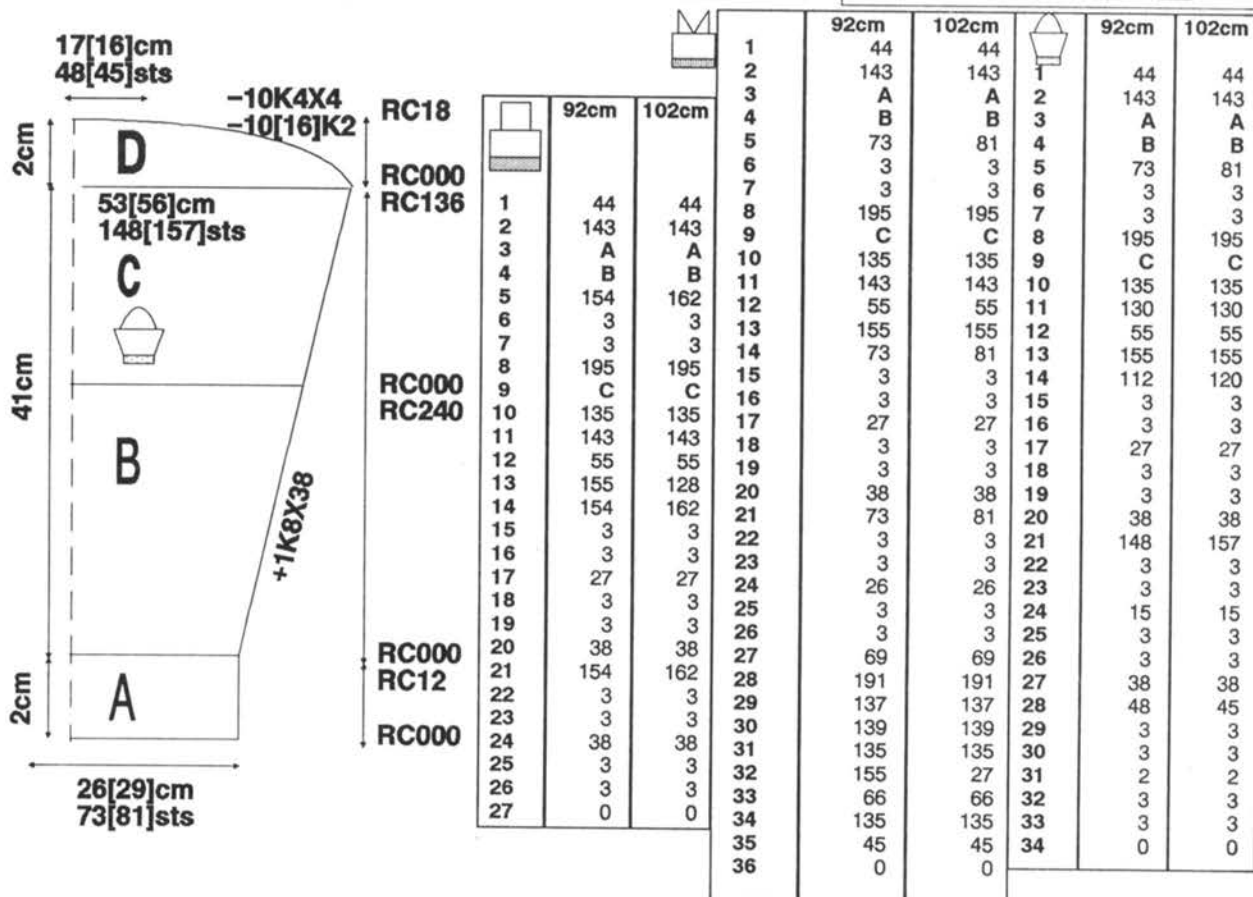 17[16]cm
48[45]sts
-10K4X4
-10[16]K2
RC18
2cm
D
RC000
RC136
53[56]cm
148[157]sts
C
41cm
RC000
RC240
B
+1K8X38
RC000
RC12
2cm
A
RC000
26[29]cm
73[81]sts
92cm 102cm
1 44 44
2 143 143
3 A A
4 B B
5 154 162
6 3 3
7 3 3
8 195 195
9 C C
10 135 135
11 143 143
12 55 55
13 155 128
14 154 162
15 3 3
16 3 3
17 27 27
18 3 3
19 3 3
20 38 38
21 154 162
22 3 3
23 3 3
24 38 38
25 3 3
26 3 3
27 0 0
92cm 102cm
1 44 44
2 143 143
3 A A
4 B B
5 73 81
6 3 3
7 3 3
8 195 195
9 C C
10 135 135
11 143 143
12 55 55
13 155 155
14 73 81
15 3 3
16 3 3
17 27 27
18 3 3
19 3 3
20 38 38
21 73 81
22 3 3
23 3 3
24 26 26
25 3 3
26 3 3
27 69 69
28 191 191
29 137 137
30 139 139
31 135 135
32 155 27
33 66 66
34 135 135
35 45 45
36 0 0
92cm 102cm
1 44 44
2 143 143
3 A A
4 B B
5 73 81
6 3 3
7 3 3
8 195 195
9 C C
10 135 135
11 130 130
12 55 55
13 155 155
14 112 120
15 3 3
16 3 3
17 27 27
18 3 3
19 3 3
20 38 38
21 148 157
22 3 3
23 3 3
24 15 15
25 3 3
26 3 3
27 38 38
28 48 45
29 3 3
30 3 3
31 2 2
32 3 3
33 3 3
34 0 0